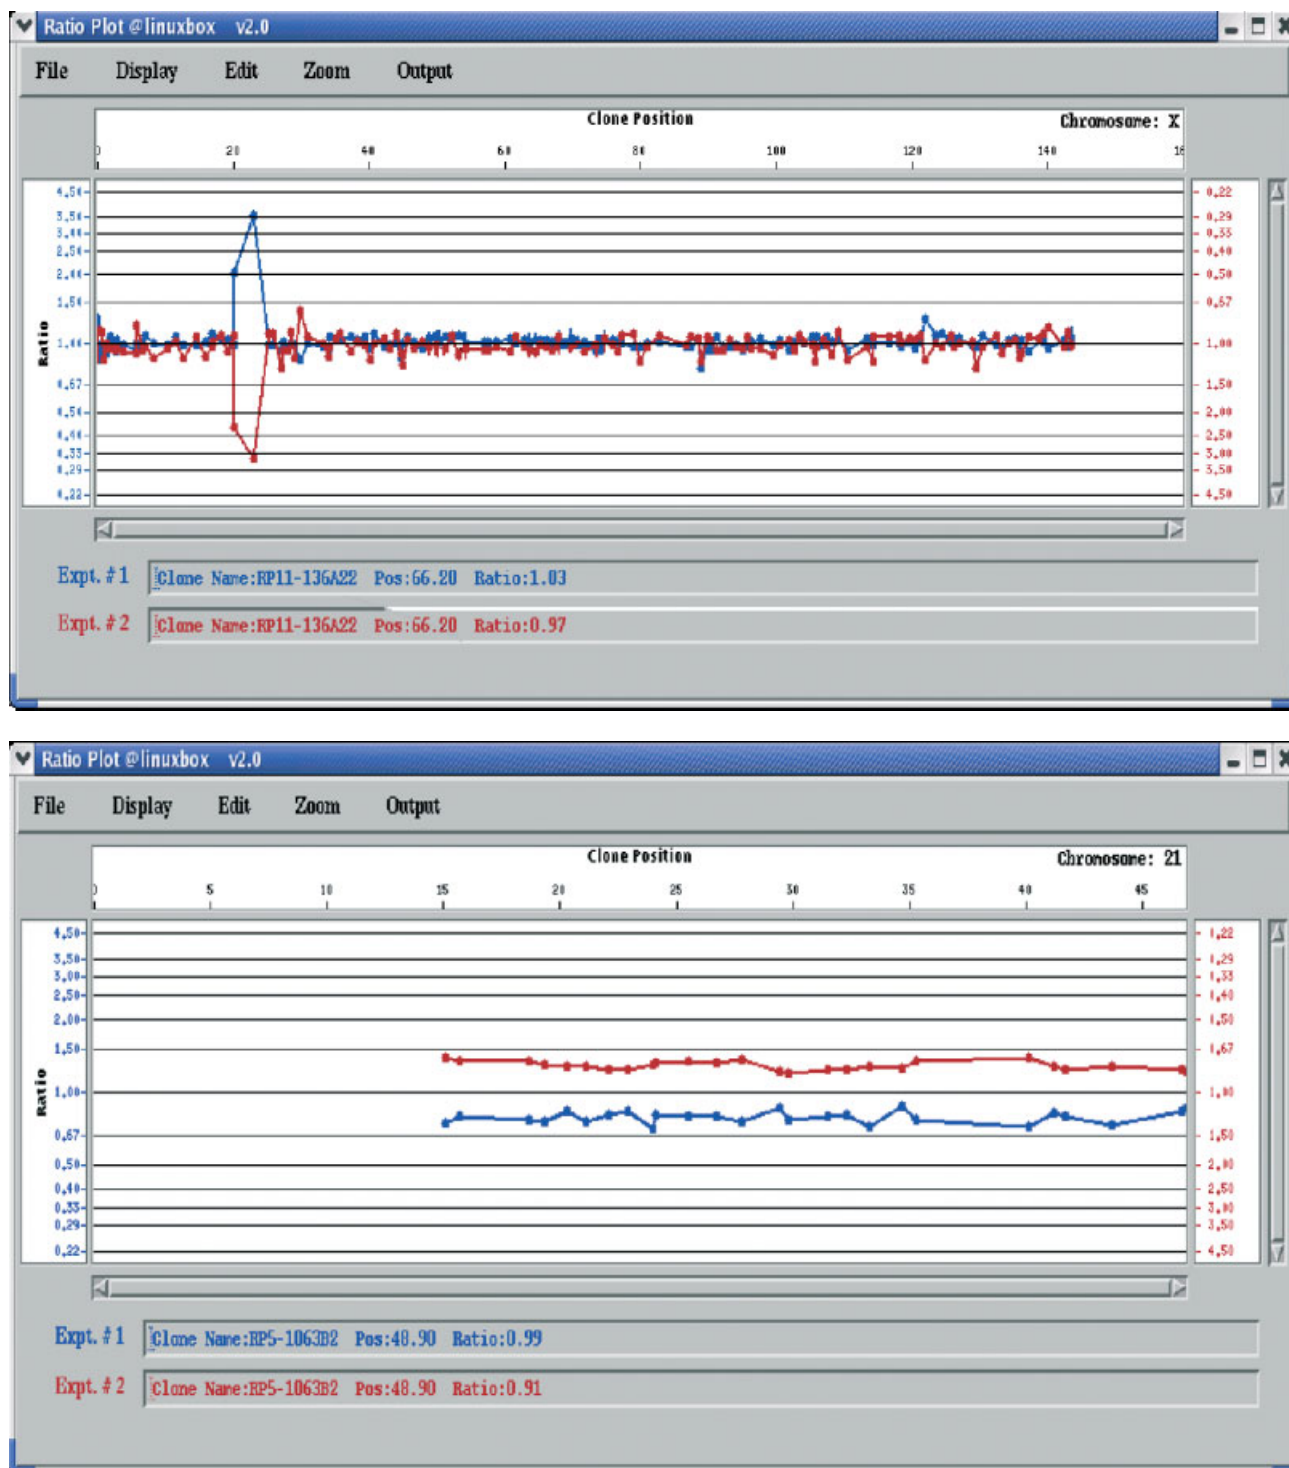 Ratio Plot @linuxbox v2.0
File Display Edit Zoom Output
Clone Position
Chromosome: X
0 20 40 60 80 100 120 140 16
4,50 0,22
3,50 0,29
3,00 0,33
2,50 0,40
2,00 0,50
1,50 0,67
1,00 1,00
0,67 1,50
0,50 2,00
0,40 2,50
0,33 3,00
0,29 3,50
0,22 4,50
Ratio
Expt. #1 Clone Name:RP11-136A22 Pos:66.20 Ratio:1.03
Expt. #2 Clone Name:RP11-136A22 Pos:66.20 Ratio:0.97
Ratio Plot @linuxbox v2.0
File Display Edit Zoom Output
Clone Position
Chromosome: 21
0 5 10 15 20 25 30 35 40 45
4,50 0,22
3,50 0,29
3,00 0,33
2,50 0,40
2,00 0,50
1,50 0,67
1,00 1,00
0,67 1,50
0,50 2,00
0,40 2,50
0,33 3,00
0,29 3,50
0,22 4,50
Ratio
Expt. #1 Clone Name:RP5-1063B2 Pos:48.90 Ratio:0.99
Expt. #2 Clone Name:RP5-1063B2 Pos:48.90 Ratio:0.91